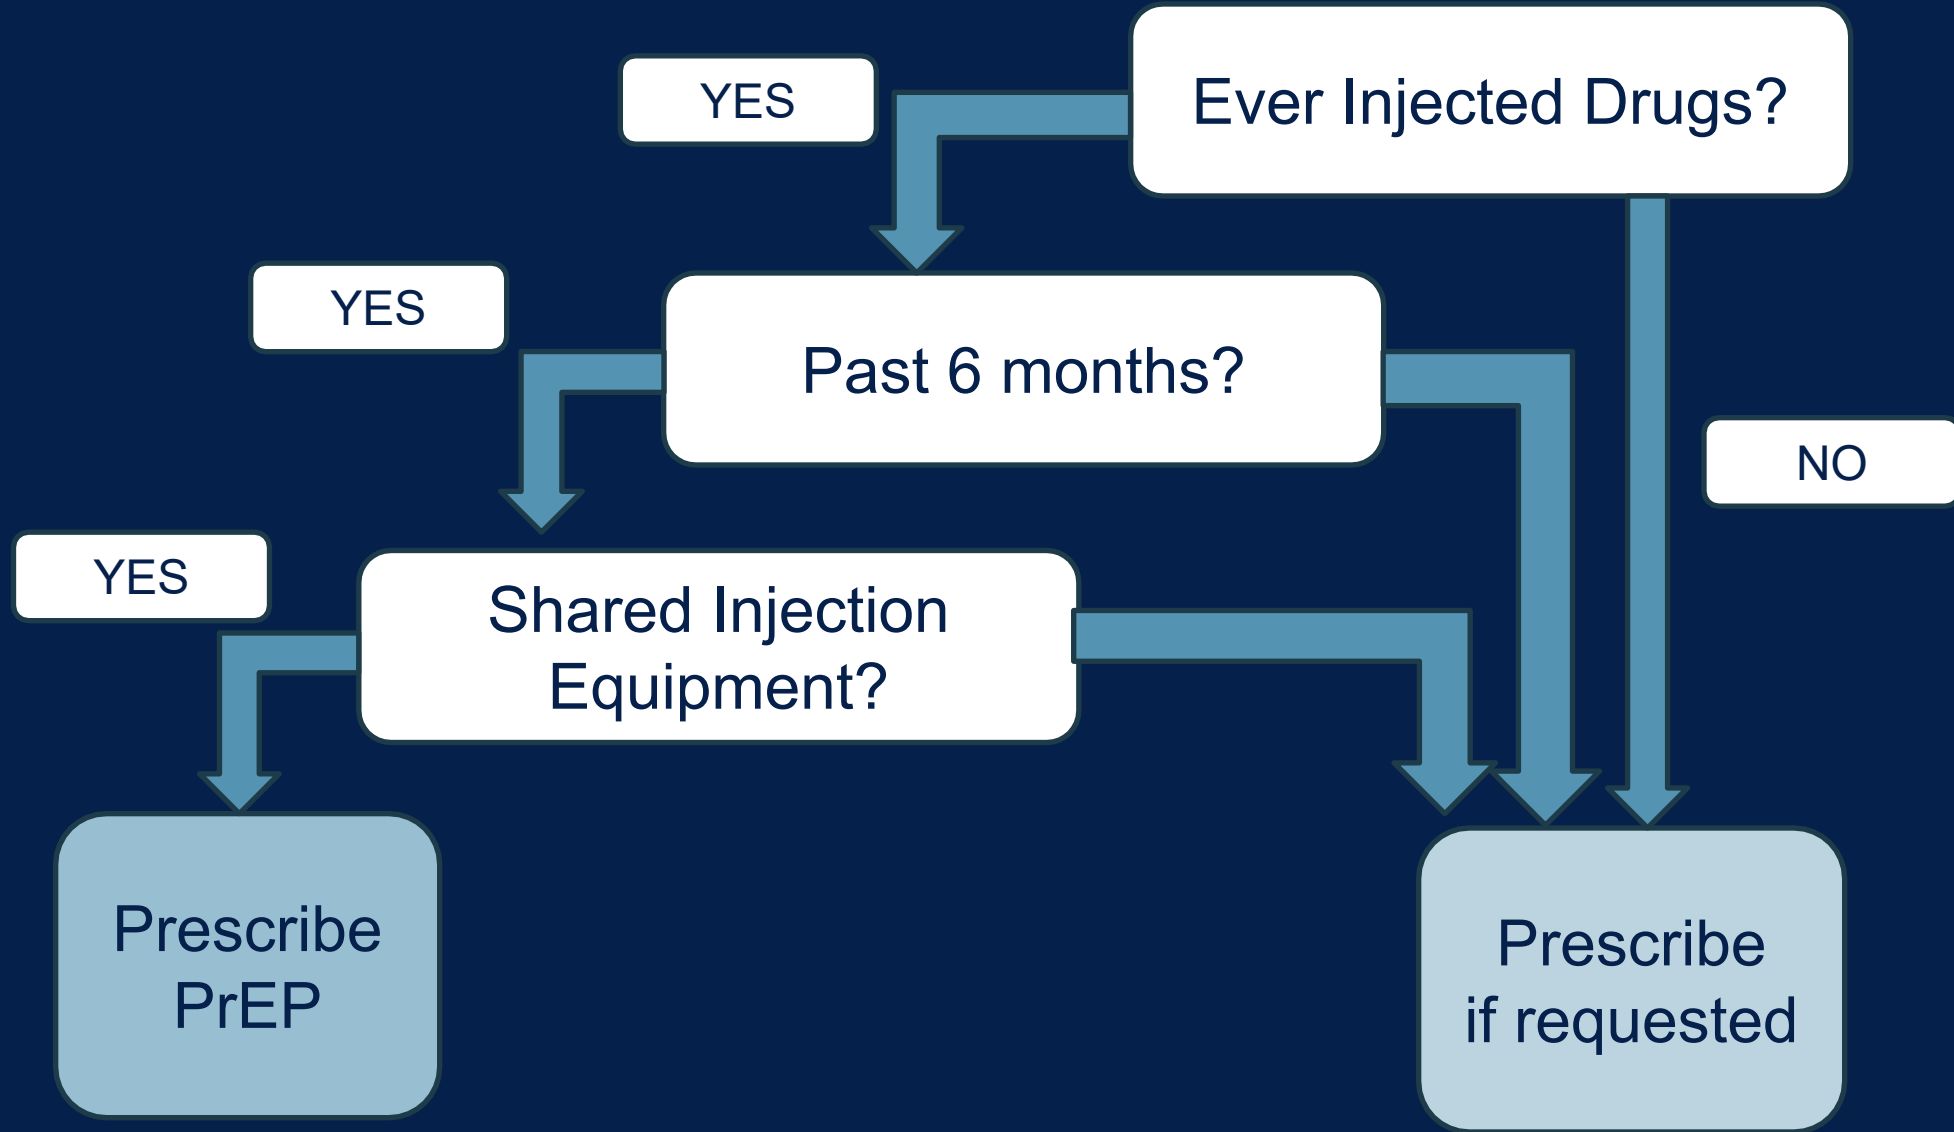 Ever Injected Drugs?
YES
Past 6 months?
YES
NO
Shared Injection
Equipment?
YES
Prescribe
PrEP
Prescribe
if requested